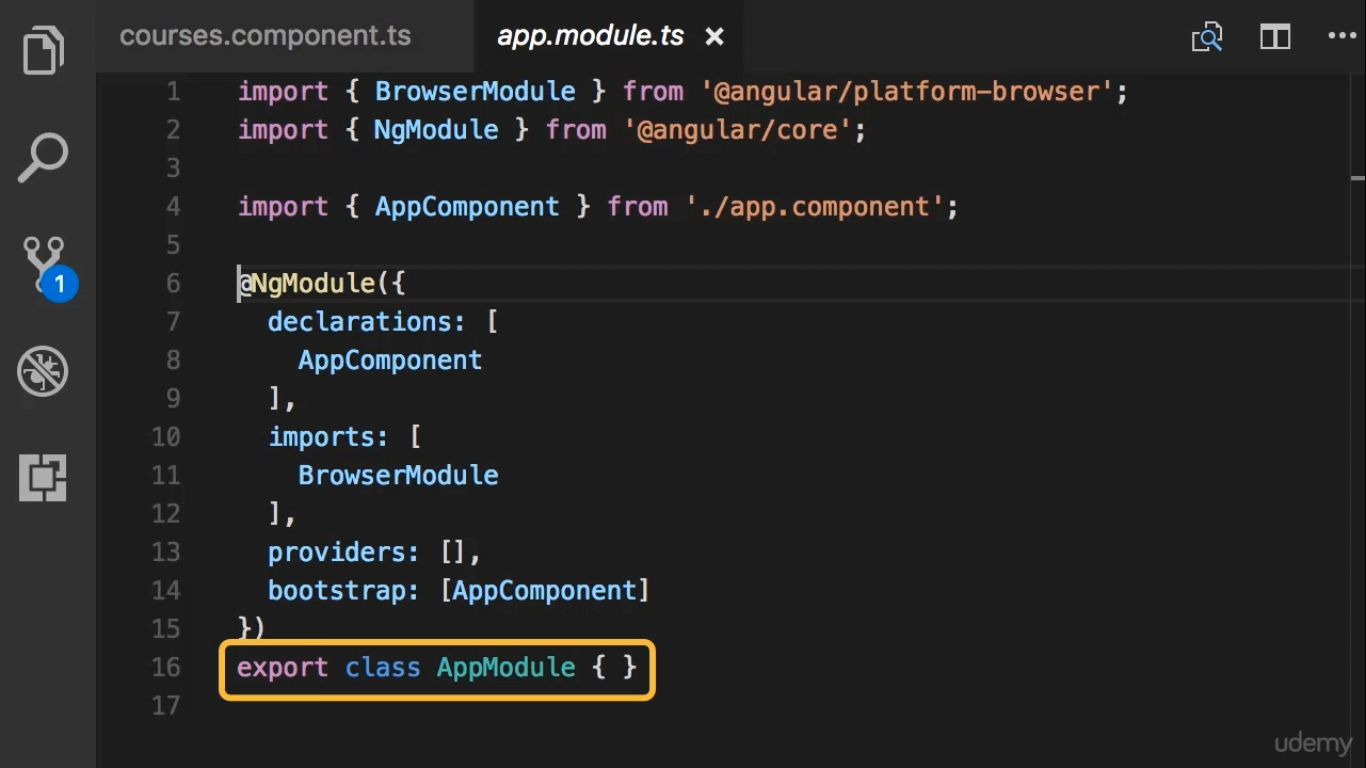 courses.component.ts
app.module.ts
1 import { BrowserModule } from '@angular/platform-browser';
2 import { NgModule } from '@angular/core';
3
4 import { AppComponent } from './app.component';
5
6 @NgModule({
7   declarations: [
8     AppComponent
9   ],
10   imports: [
11     BrowserModule
12   ],
13   providers: [],
14   bootstrap: [AppComponent]
15 })
16 export class AppModule { }
17
1
udemy